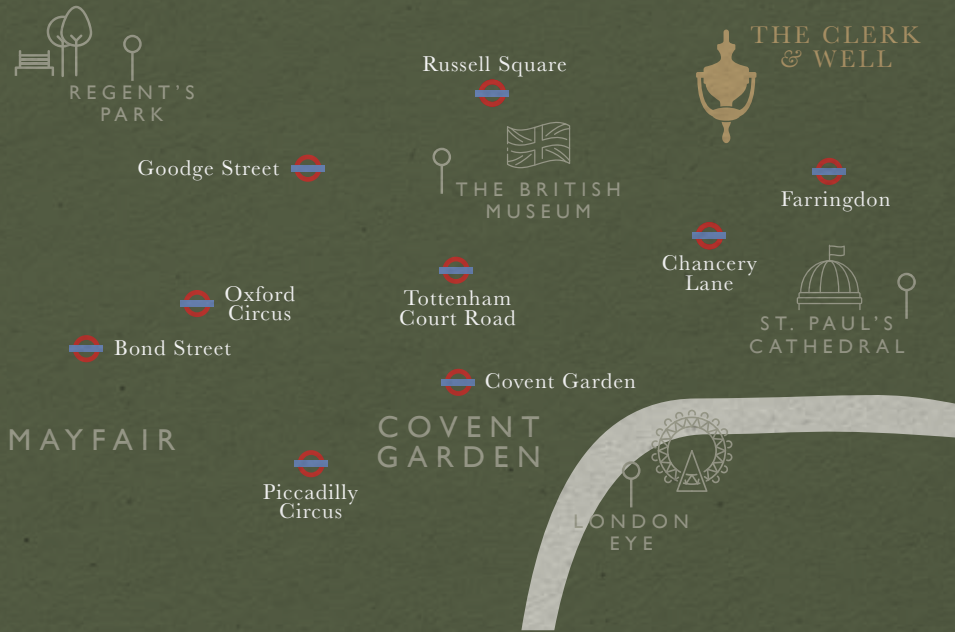 THE CLERK
& WELL
Russell Square
REGENT'S
PARK
Goodge Street
THE BRITISH
MUSEUM
Farringdon
Chancery
Lane
Oxford
Circus
Tottenham
Court Road
ST. PAUL'S
CATHEDRAL
Bond Street
Covent Garden
MAYFAIR
COVENT
GARDEN
Piccadilly
Circus
LONDON
EYE